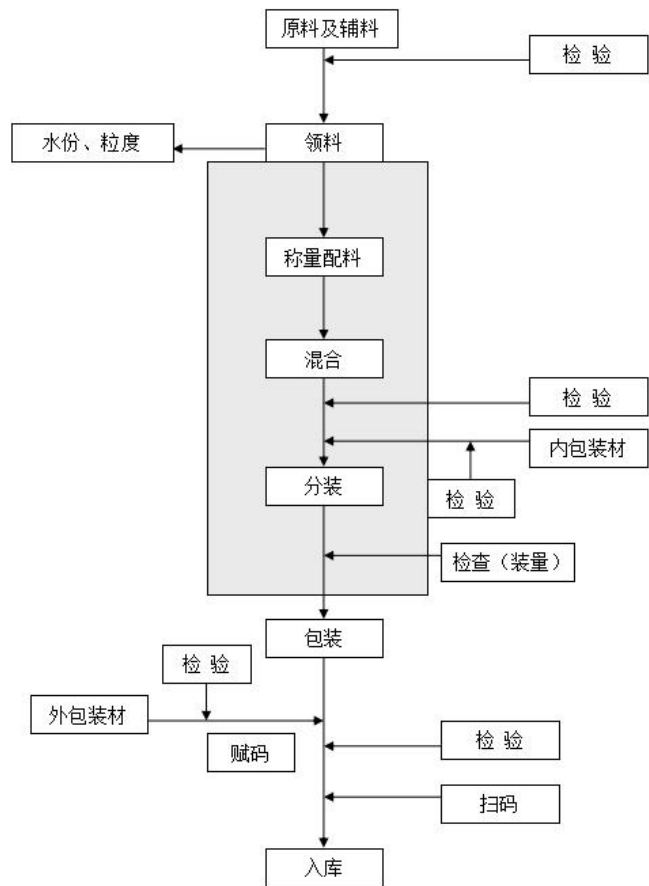 原料及辅料
检 验
水份、粒度
领料
称量配料
混合
检 验
内包装材
分装
检 验
检查（装量）
包装
检 验
外包装材
赋码
检 验
扫码
入库